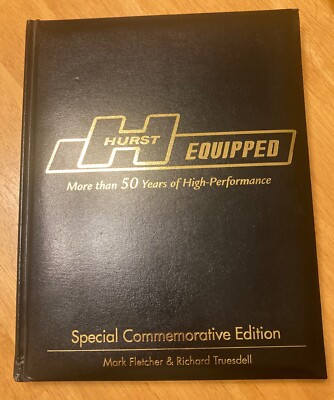 HURST EQUIPPED
More than 50 Years of High-Performance
Special Commemorative Edition
Mark Fletcher & Richard Truesdell